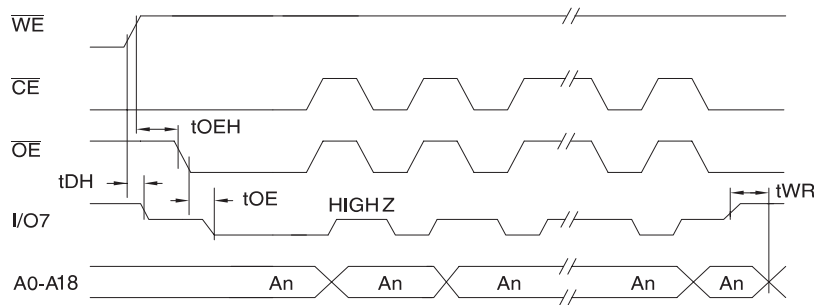 WE
CE
tOEH
OE
tDH
tOE
HIGH Z
tWR
I/O7
A0-A18 An An An An An